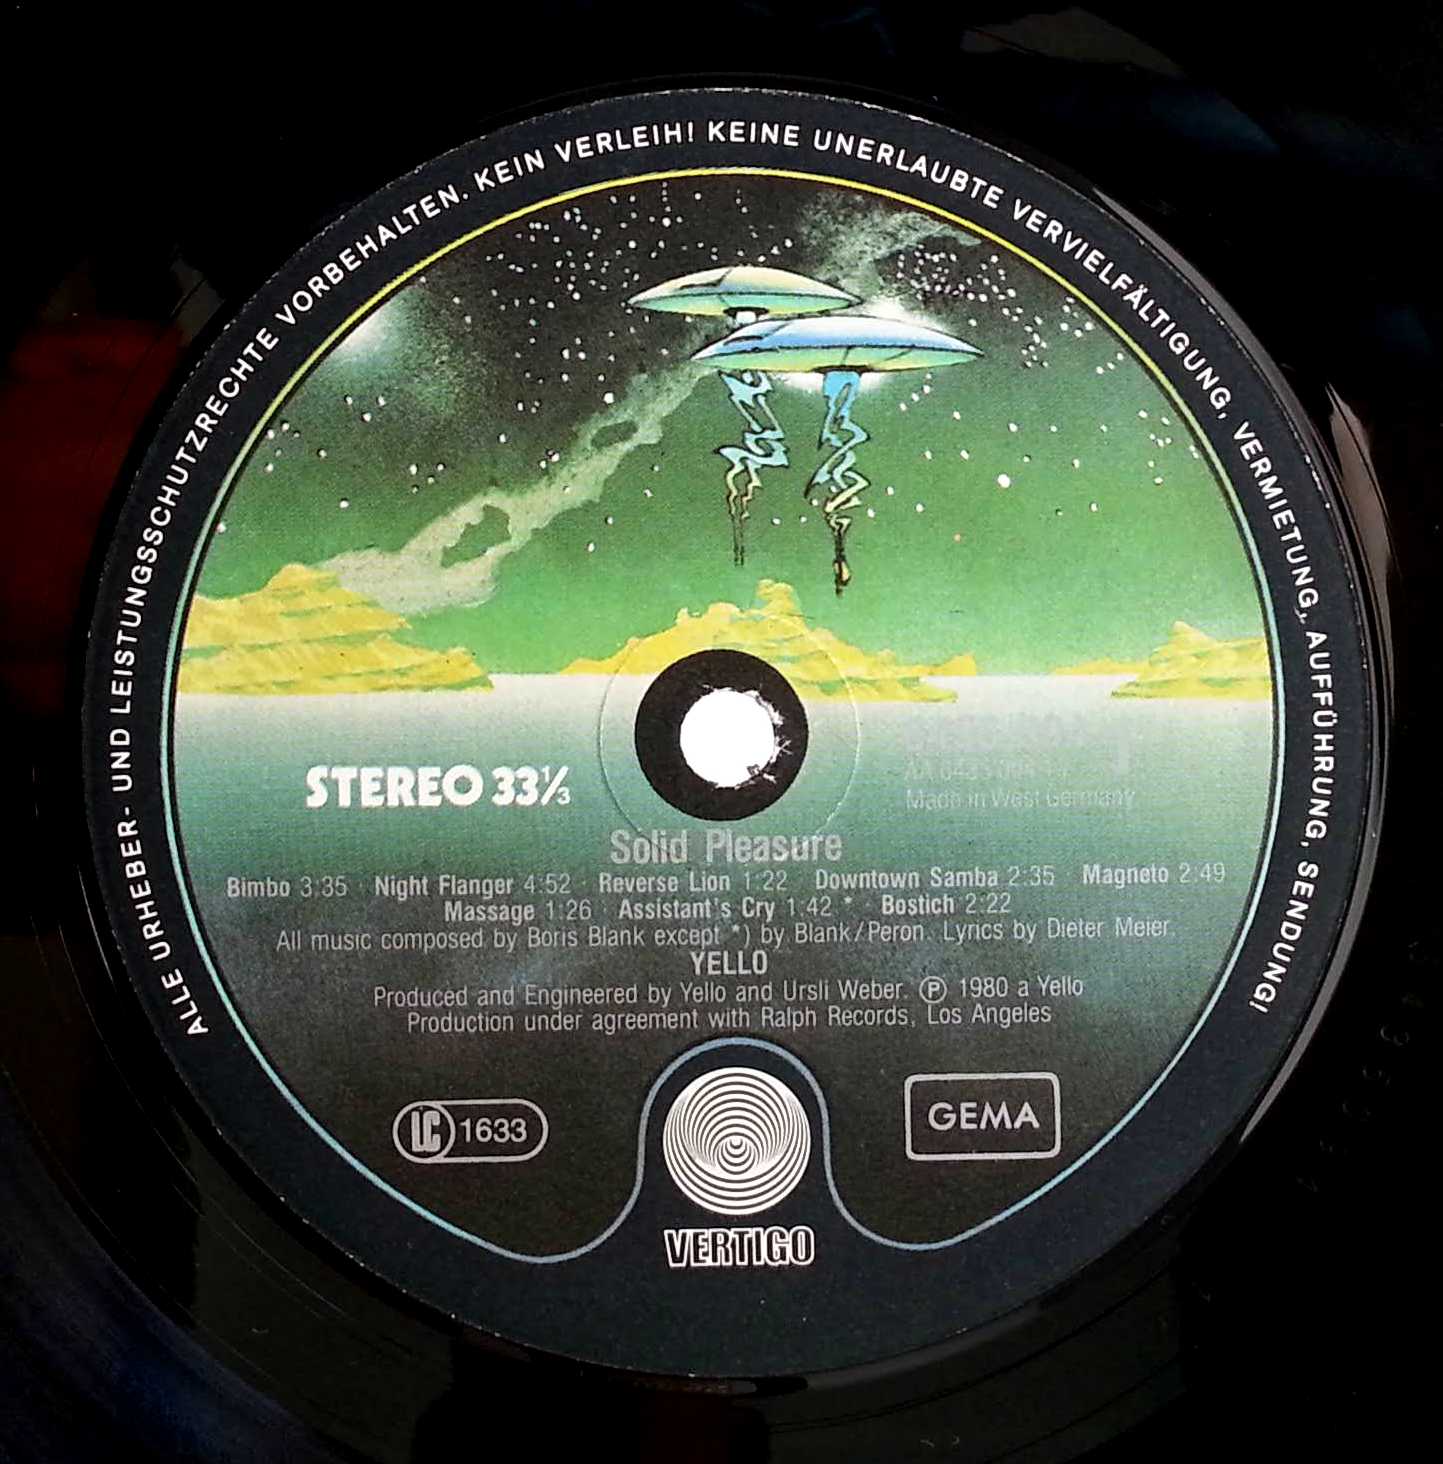 ALLE URHEBER- UND LEISTUNGSSCHUTZRECHTE VORBEHALTEN. KEIN VERLEIH! KEINE UNERLAUBTE VERVIELFÄLTIGUNG, VERMIETUNG, AUFFÜHRUNG, SENDUNG!
STEREO 33⅓
Made in West Germany
Solid Pleasure
Bimbo 3:35 · Night Flanger 4:52 · Reverse Lion 1:22 · Downtown Samba 2:35 · Magneto 2:49
Massage 1:26 · Assistant's Cry 1:42 * · Bostich 2:22
All music composed by Boris Blank except *) by Blank/Peron. Lyrics by Dieter Meier.
YELLO
Produced and Engineered by Yello and Ursli Weber. ℗ 1980 a Yello
Production under agreement with Ralph Records, Los Angeles
LC 1633
GEMA
VERTIGO